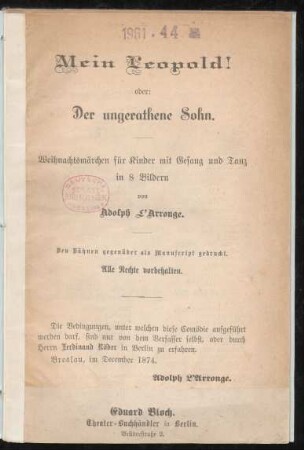 1961 . 44
Mein Leopold!
oder:
Der ungerathene Sohn.
Weihnachtsmärchen für Kinder mit Gesang und Tanz
in 8 Bildern
von
Adolph L'Arronge.
Den Bühnen gegenüber als Manuscript gedruckt.
Alle Rechte vorbehalten.
Die Bedingungen, unter welchen diese Comödie aufgeführt
werden darf, sind nur von dem Verfasser selbst, oder durch
Herrn Ferdinand Röder in Berlin zu erfahren.
Breslau, im December 1874.
Adolph L'Arronge.
Eduard Bloch.
Theater-Buchhändler in Berlin.
Brüderstraße 2.